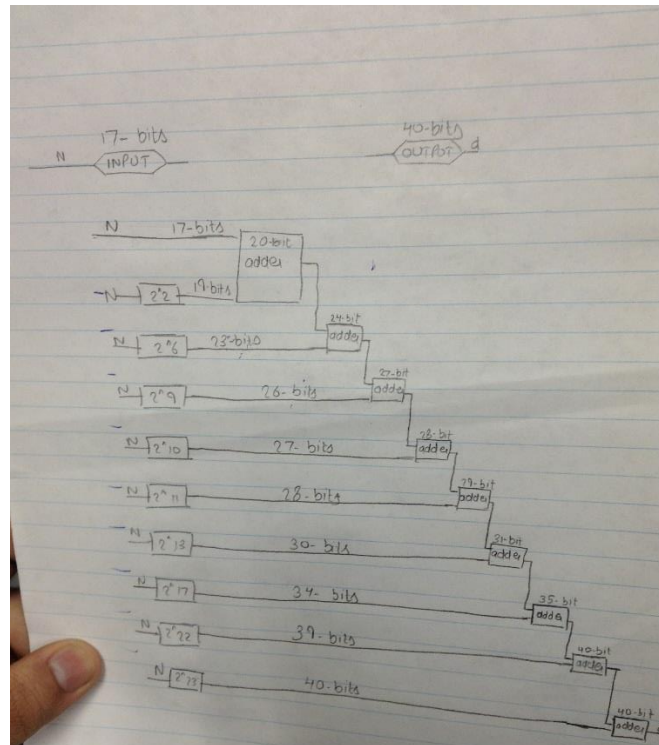 17- bits
40-bits
N INPUT
OUTPUT d
N 17-bits
20-bit
adder
N 2^2 19-bits
24-bit
adder
N 2^6 23-bits
27-bit
adder
N 2^9 26- bits
28-bit
adder
N 2^10 27- bits
29-bit
adder
N 2^11 28-bits
31-bit
adder
N 2^13 30- bits
35-bit
adder
N 2^17 34- bits
40-bit
adder
N 2^22 39- bits
40-bit
adder
N 2^23 40-bits